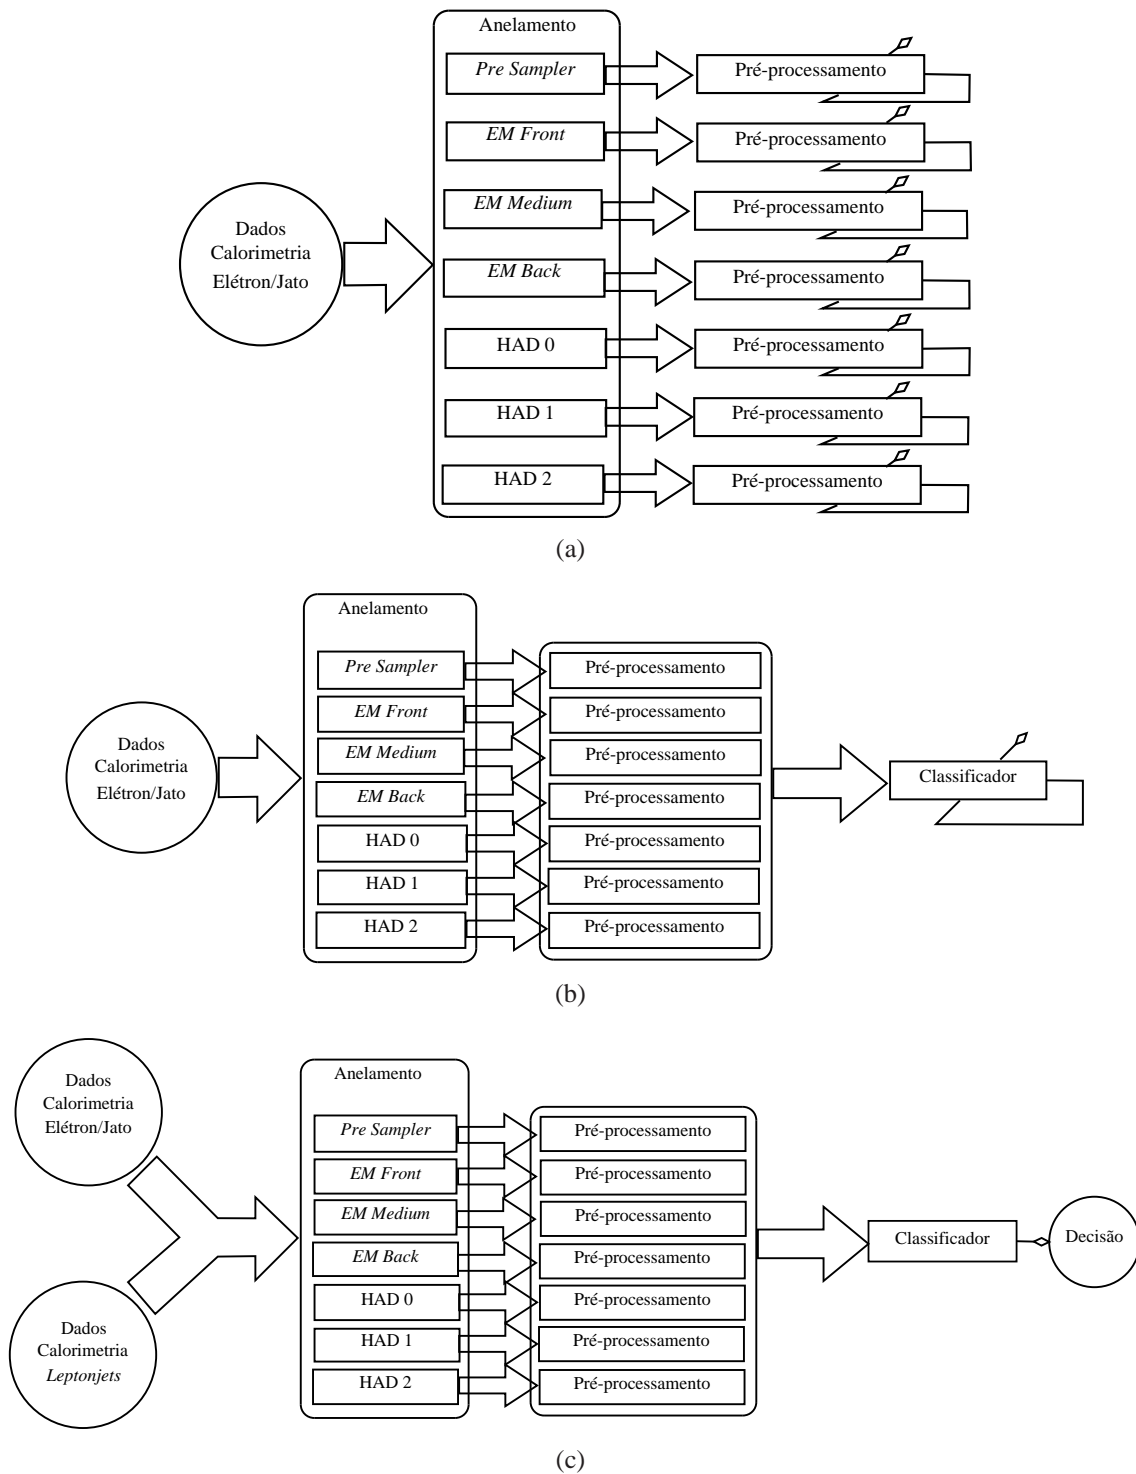 Anelamento
Pre Sampler
Pré-processamento
EM Front
Pré-processamento
EM Medium
Pré-processamento
Dados
Calorimetria
Elétron/Jato
EM Back
Pré-processamento
HAD 0
Pré-processamento
HAD 1
Pré-processamento
HAD 2
Pré-processamento
(a)
Anelamento
Pre Sampler
Pré-processamento
EM Front
Pré-processamento
Dados
Calorimetria
Elétron/Jato
EM Medium
Pré-processamento
Classificador
EM Back
Pré-processamento
HAD 0
Pré-processamento
HAD 1
Pré-processamento
HAD 2
Pré-processamento
(b)
Dados
Calorimetria
Elétron/Jato
Anelamento
Pre Sampler
Pré-processamento
EM Front
Pré-processamento
EM Medium
Pré-processamento
Classificador
Decisão
EM Back
Pré-processamento
HAD 0
Pré-processamento
Dados
Calorimetria
Leptonjets
HAD 1
Pré-processamento
HAD 2
Pré-processamento
(c)